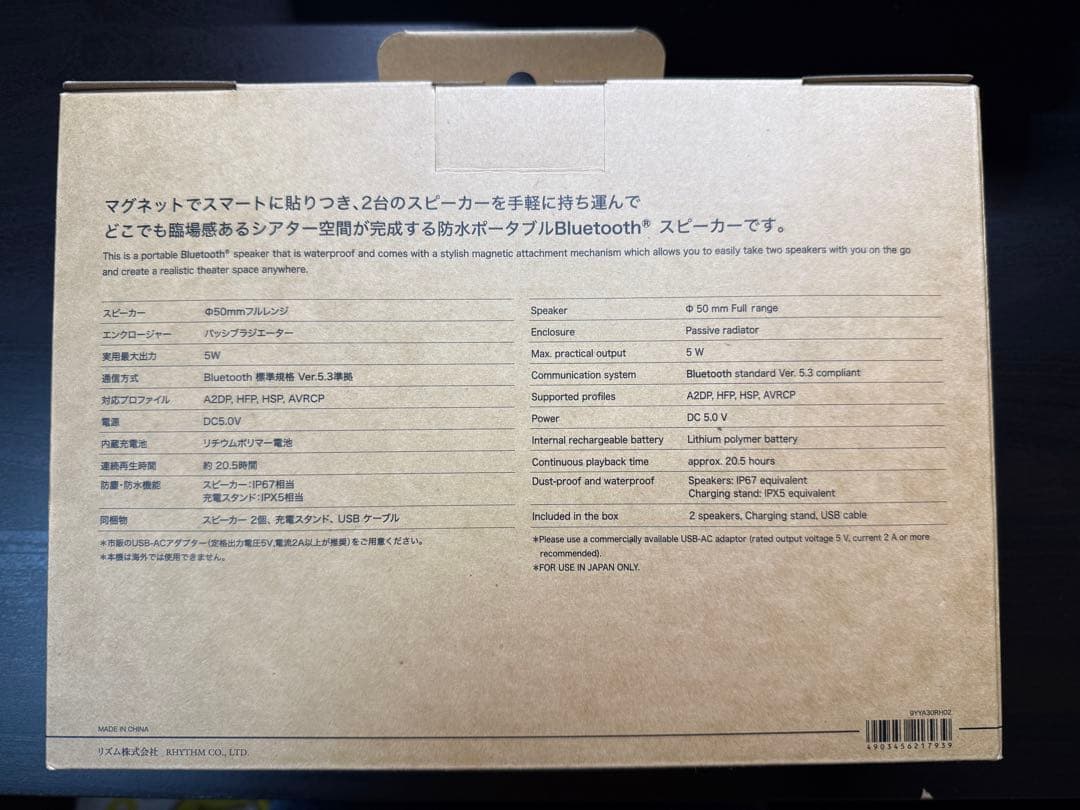 マグネットでスマートに貼りつき、2台のスピーカーを手軽に持ち運んで
どこでも臨場感あるシアター空間が完成する防水ポータブルBluetooth® スピーカーです。
This is a portable Bluetooth® speaker that is waterproof and comes with a stylish magnetic attachment mechanism which allows you to easily take two speakers with you on the go
and create a realistic theater space anywhere.
スピーカー Φ50mmフルレンジ
エンクロージャー パッシブラジエーター
実用最大出力 5W
通信方式 Bluetooth 標準規格 Ver.5.3準拠
対応プロファイル A2DP, HFP, HSP, AVRCP
電源 DC5.0V
内蔵充電池 リチウムポリマー電池
連続再生時間 約 20.5時間
防塵・防水機能 スピーカー:IP67相当
充電スタンド:IPX5相当
同梱物 スピーカー 2個、充電スタンド、USB ケーブル
＊市販のUSB-ACアダプター(定格出力電圧5V,電流2A以上が推奨)をご用意ください。
＊本機は海外では使用できません。
Speaker Φ 50 mm Full range
Enclosure Passive radiator
Max. practical output 5 W
Communication system Bluetooth standard Ver. 5.3 compliant
Supported profiles A2DP, HFP, HSP, AVRCP
Power DC 5.0 V
Internal rechargeable battery Lithium polymer battery
Continuous playback time approx. 20.5 hours
Dust-proof and waterproof Speakers: IP67 equivalent
Charging stand: IPX5 equivalent
Included in the box 2 speakers, Charging stand, USB cable
＊Please use a commercially available USB-AC adaptor (rated output voltage 5 V, current 2 A or more
recommended).
＊FOR USE IN JAPAN ONLY.
MADE IN CHINA
リズム株式会社 RHYTHM CO., LTD.
9YYA30RH02
4903456217939